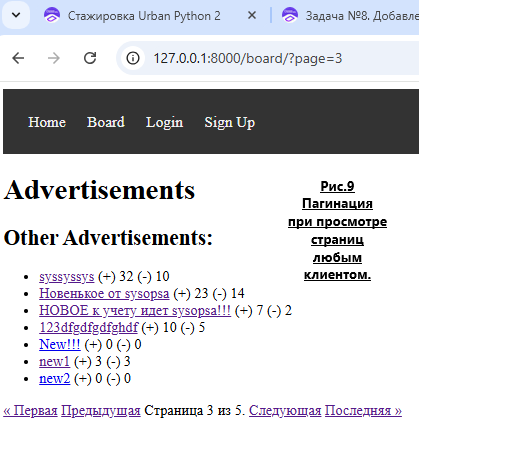 Стажировка Urban Python 2
Задача №8. Добавле
127.0.0.1:8000/board/?page=3
Home Board Login Sign Up
Advertisements
Рис.9
Пагинация
при просмотре
страниц
любым
клиентом.
Other Advertisements:
syssyssys (+) 32 (-) 10
Новенькое от sysopsa (+) 23 (-) 14
НОВОЕ к учету идет sysopsa!!! (+) 7 (-) 2
123dfgdfgdfghdf (+) 10 (-) 5
New!!! (+) 0 (-) 0
new1 (+) 3 (-) 3
new2 (+) 0 (-) 0
« Первая Предыдущая Страница 3 из 5. Следующая Последняя »